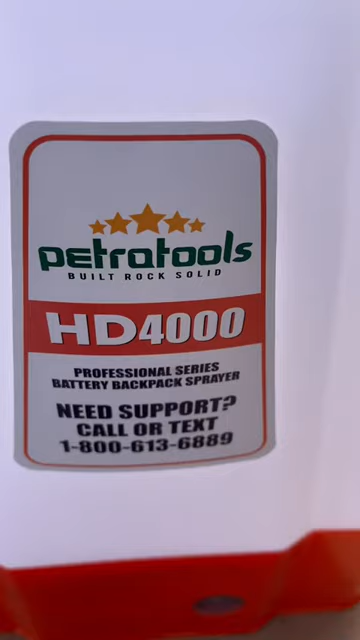 petratools
BUILT ROCK SOLID
HD4000
PROFESSIONAL SERIES
BATTERY BACKPACK SPRAYER
NEED SUPPORT?
CALL OR TEXT
1-800-613-6889